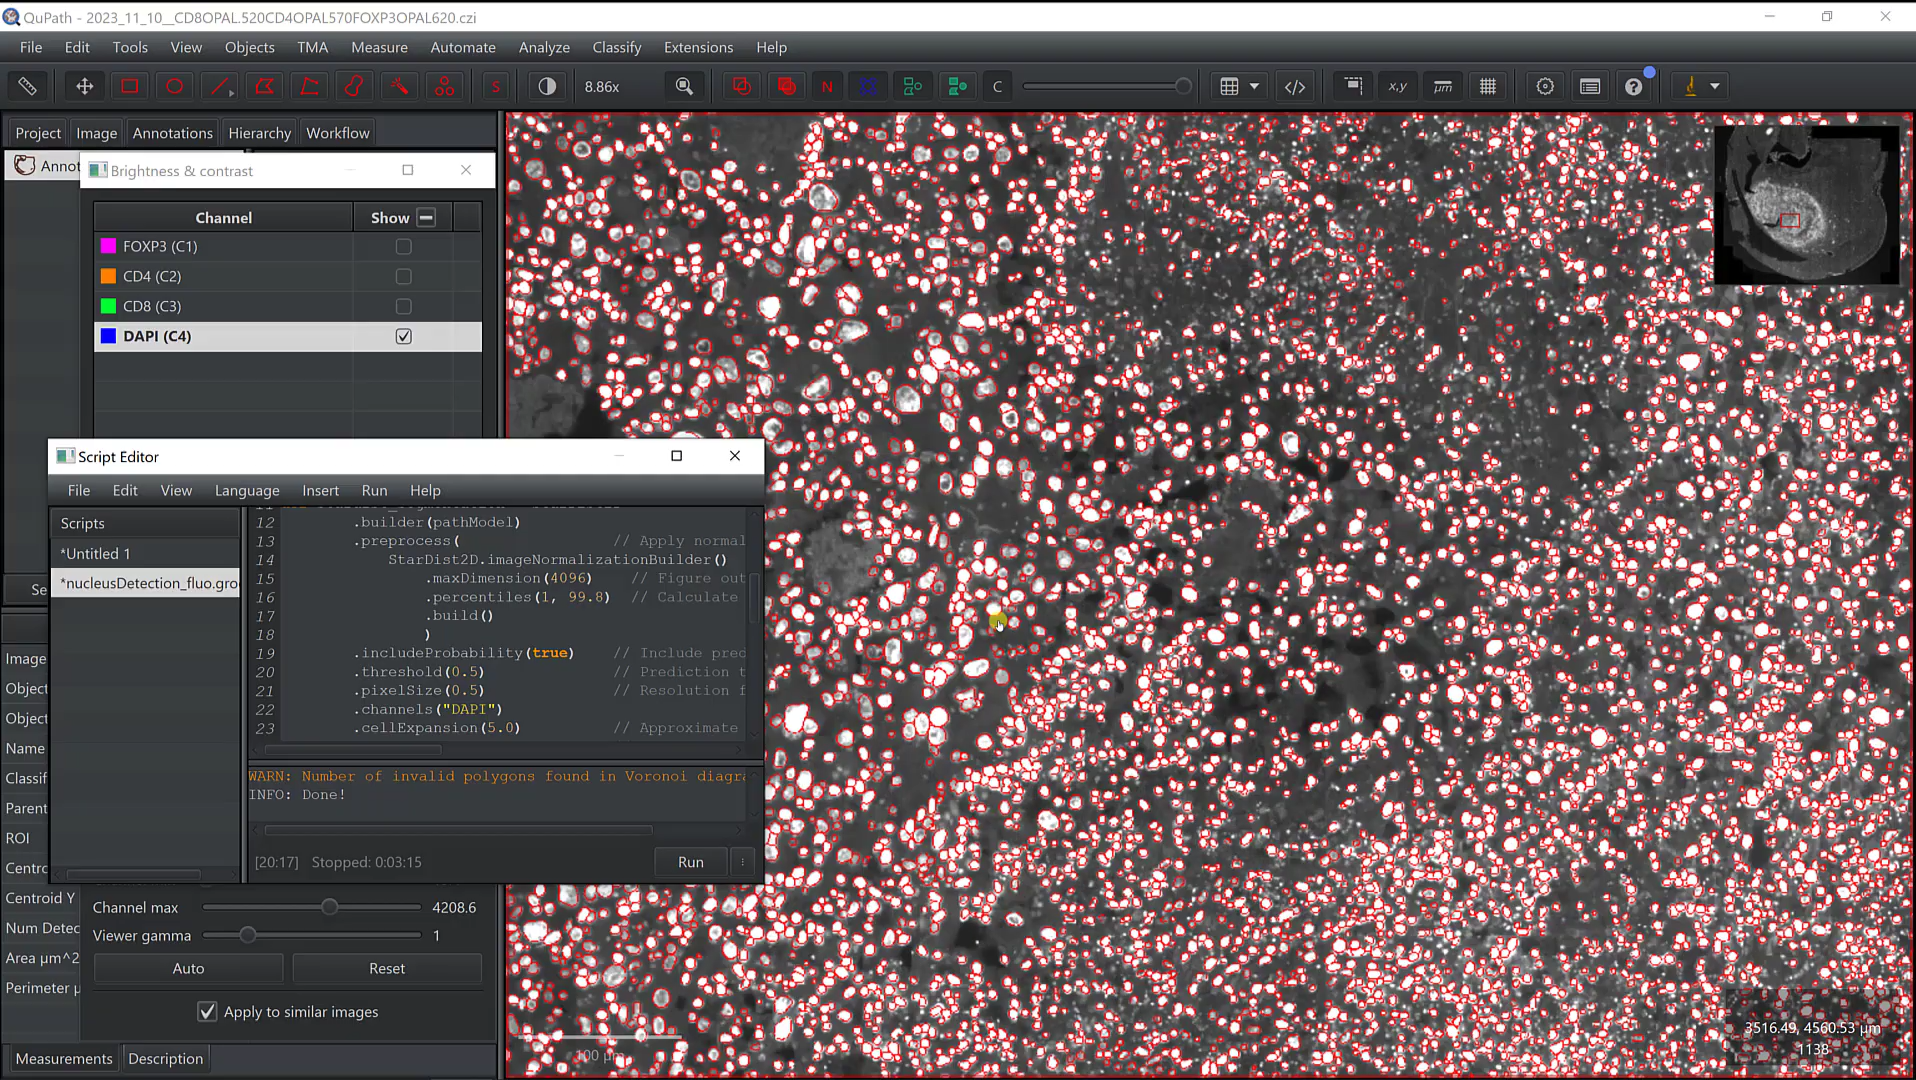 QuPath - 2023_11_10__CD8OPAL.520CD4OPAL570FOXP3OPAL620.czi
File Edit Tools View Objects TMA Measure Automate Analyze Classify Extensions Help
S 8.86x N C x,y μm
Project Image Annotations Hierarchy Workflow
Annot
Brightness & contrast
Channel Show
FOXP3 (C1)
CD4 (C2)
CD8 (C3)
DAPI (C4)
Script Editor
File Edit View Language Insert Run Help
Scripts
*Untitled 1
*nucleusDetection_fluo.gro
12 .builder(pathModel)
13 .preprocess( // Apply normal
14 StarDist2D.imageNormalizationBuilder()
15 .maxDimension(4096) // Figure out
16 .percentiles(1, 99.8) // Calculate
17 .build()
18 )
19 .includeProbability(true) // Include pred
20 .threshold(0.5) // Prediction t
21 .pixelSize(0.5) // Resolution f
22 .channels("DAPI")
23 .cellExpansion(5.0) // Approximate
WARN: Number of invalid polygons found in Voronoi diagra
INFO: Done!
[20:17] Stopped: 0:03:15
Run
Se
Image
Object
Object
Name
Classif
Parent
ROI
Centro
Centroid Y
Num Detec
Area μm^2
Perimeter μ
Channel max 4208.6
Viewer gamma 1
Auto Reset
Apply to similar images
Measurements Description
100 μm
3516.49, 4560.53 μm
1138